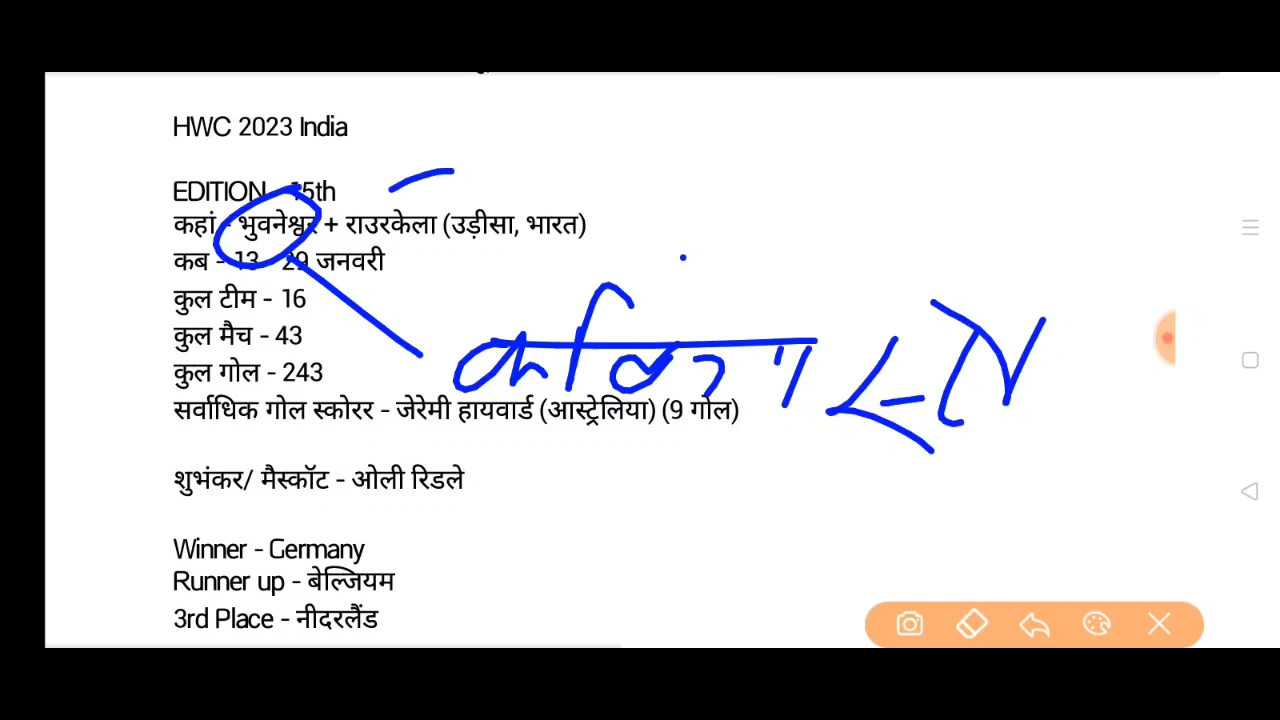 HWC 2023 India
EDITION - 15th
कहां - भुवनेश्वर + राउरकेला (उड़ीसा, भारत)
कब - 13 - 29 जनवरी
कुल टीम - 16
कुल मैच - 43
कुल गोल - 243
सर्वाधिक गोल स्कोरर - जेरेमी हायवार्ड (आस्ट्रेलिया) (9 गोल)
शुभंकर/ मैस्कॉट - ओली रिडले
Winner - Germany
Runner up - बेल्जियम
3rd Place - नीदरलैंड